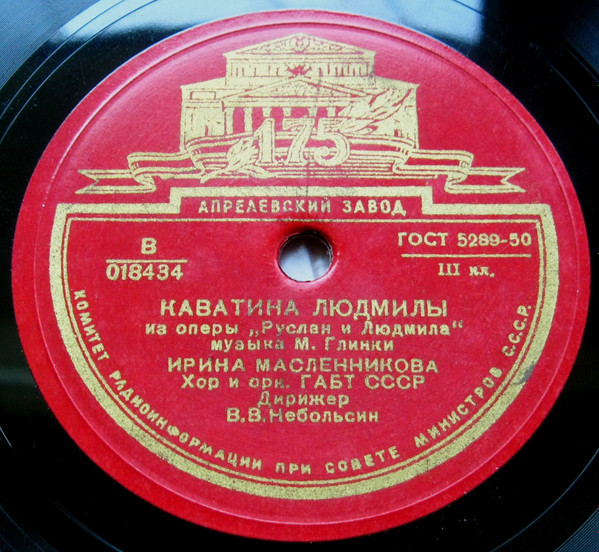 175
АПРЕЛЕВСКИЙ ЗАВОД
В
018434
ГОСТ 5289-50
III кл.
КАВАТИНА ЛЮДМИЛЫ
из оперы „Руслан и Людмила"
музыка М. Глинки
ИРИНА МАСЛЕННИКОВА
Хор и орк. ГАБТ СССР
Дирижер
В.В.Небольсин
КОМИТЕТ РАДИОИНФОРМАЦИИ ПРИ СОВЕТЕ МИНИСТРОВ С.С.С.Р.